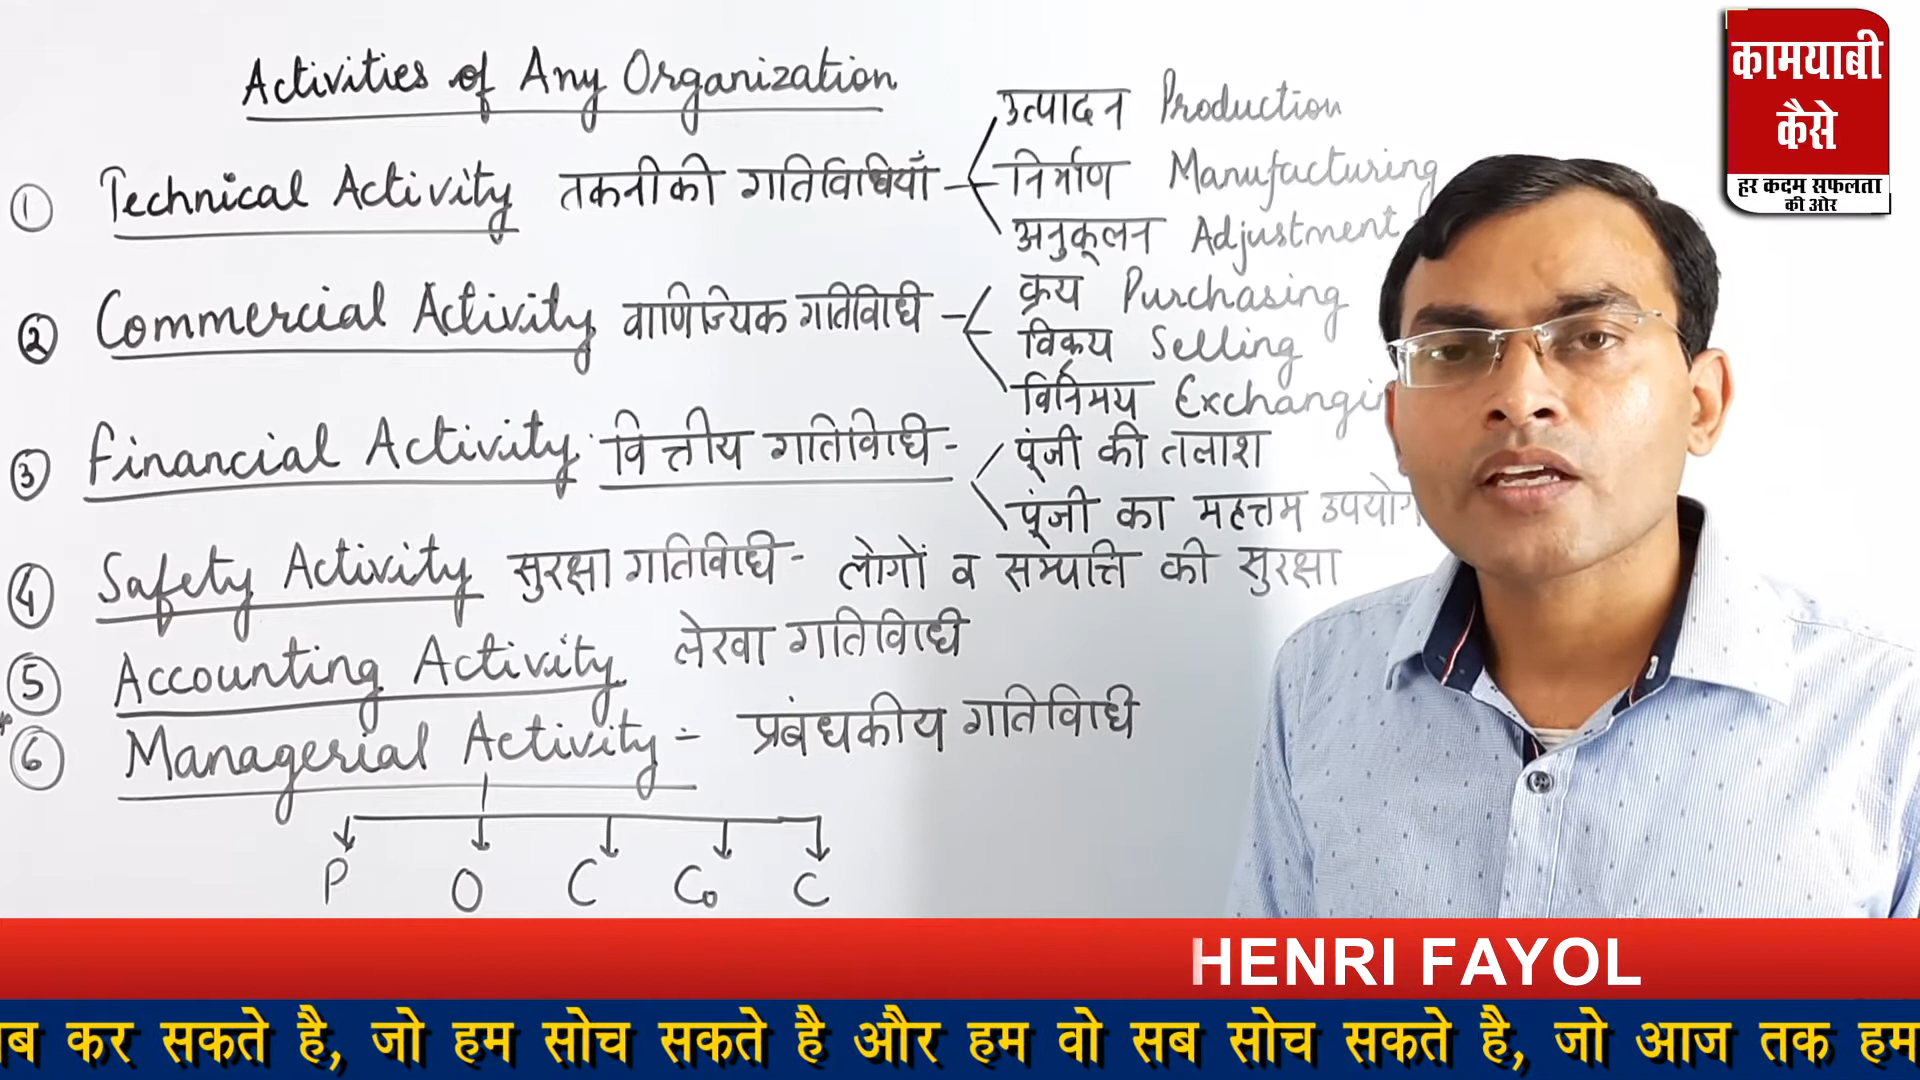 Activities of Any Organization
① Technical Activity तकनीकी गतिविधियाँ
उत्पादन Production
निर्माण Manufacturing
अनुकूलन Adjustment
② Commercial Activity वाणिज्यिक गतिविधि
क्रय Purchasing
विक्रय Selling
विनिमय
③ Financial Activity वित्तीय गतिविधि -
पूंजी की तलाश
पूंजी का महत्तम
④ Safety Activity सुरक्षा गतिविधि - लोगों व सम्पत्ति की सुरक्षा
⑤ Accounting Activity लेखा गतिविधि
* ⑥ Managerial Activity - प्रबंधकीय गतिविधि
P O C Co C
कामयाबी
कैसे
हर कदम सफलता
की ओर
HENRI FAYOL
कर सकते है, जो हम सोच सकते है और हम वो सब सोच सकते है, जो आज तक हम